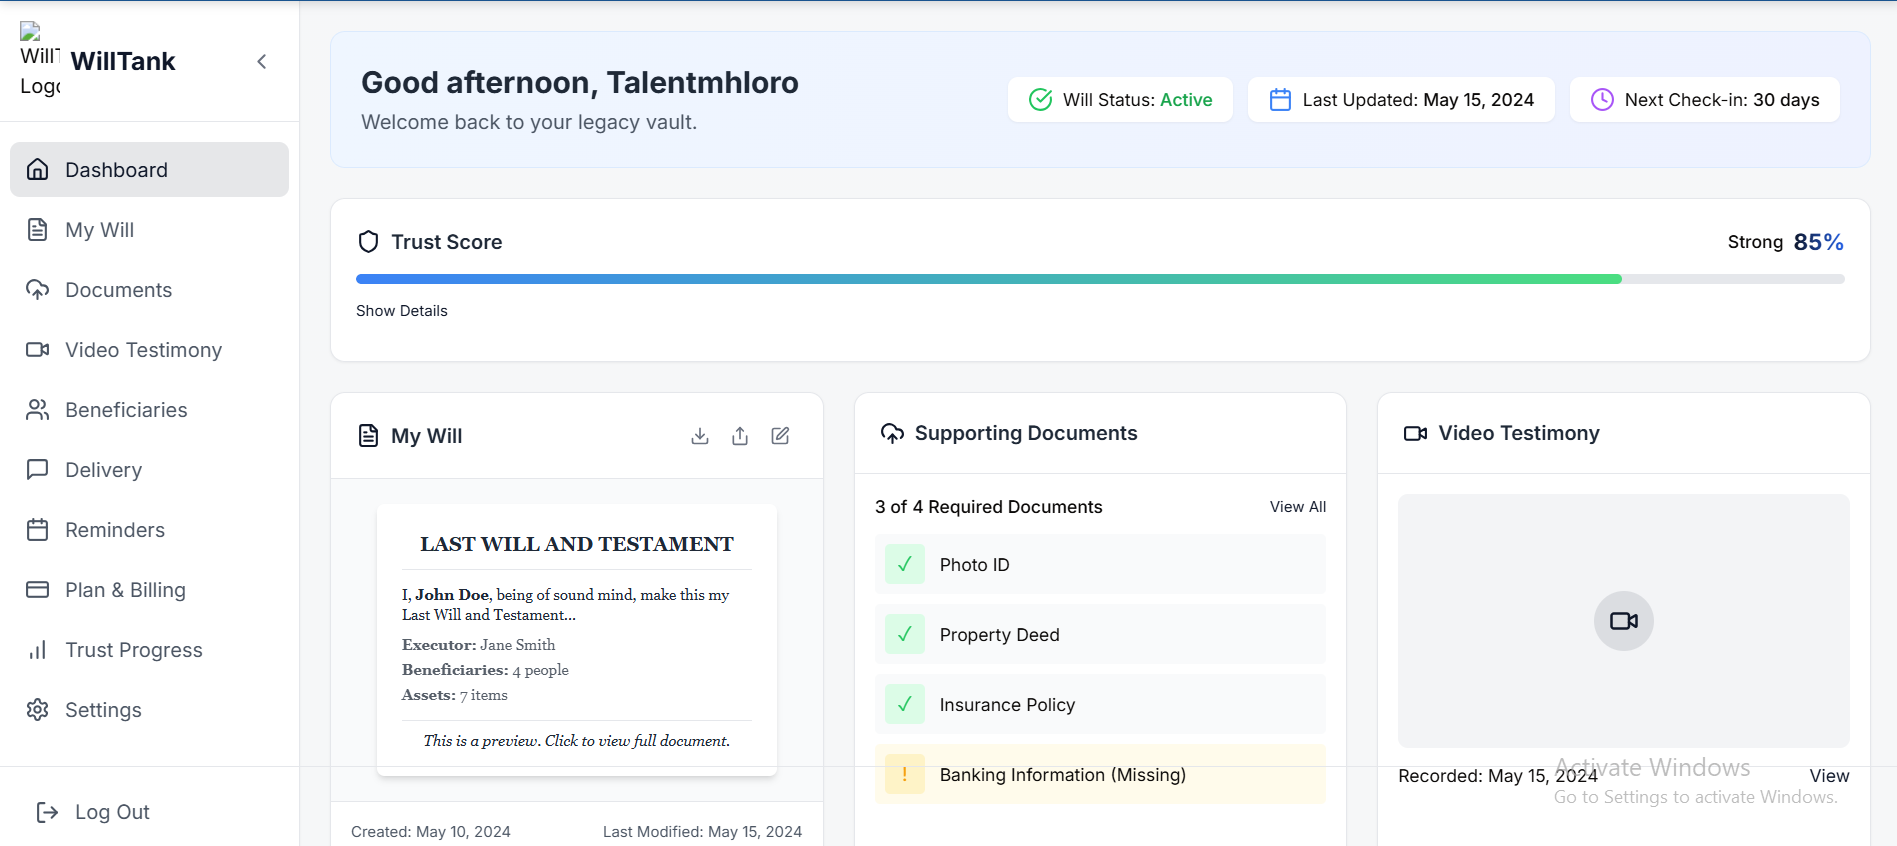 WillT
Logo
WillTank
Dashboard
My Will
Documents
Video Testimony
Beneficiaries
Delivery
Reminders
Plan & Billing
Trust Progress
Settings
Log Out
Good afternoon, Talentmhloro
Welcome back to your legacy vault.
Will Status: Active
Last Updated: May 15, 2024
Next Check-in: 30 days
Trust Score
Strong 85%
Show Details
My Will
LAST WILL AND TESTAMENT
I, John Doe, being of sound mind, make this my
Last Will and Testament...
Executor: Jane Smith
Beneficiaries: 4 people
Assets: 7 items
This is a preview. Click to view full document.
Created: May 10, 2024
Last Modified: May 15, 2024
Supporting Documents
3 of 4 Required Documents
View All
Photo ID
Property Deed
Insurance Policy
Banking Information (Missing)
Video Testimony
Recorded: May 15, 2024
View
Activate Windows
Go to Settings to activate Windows.